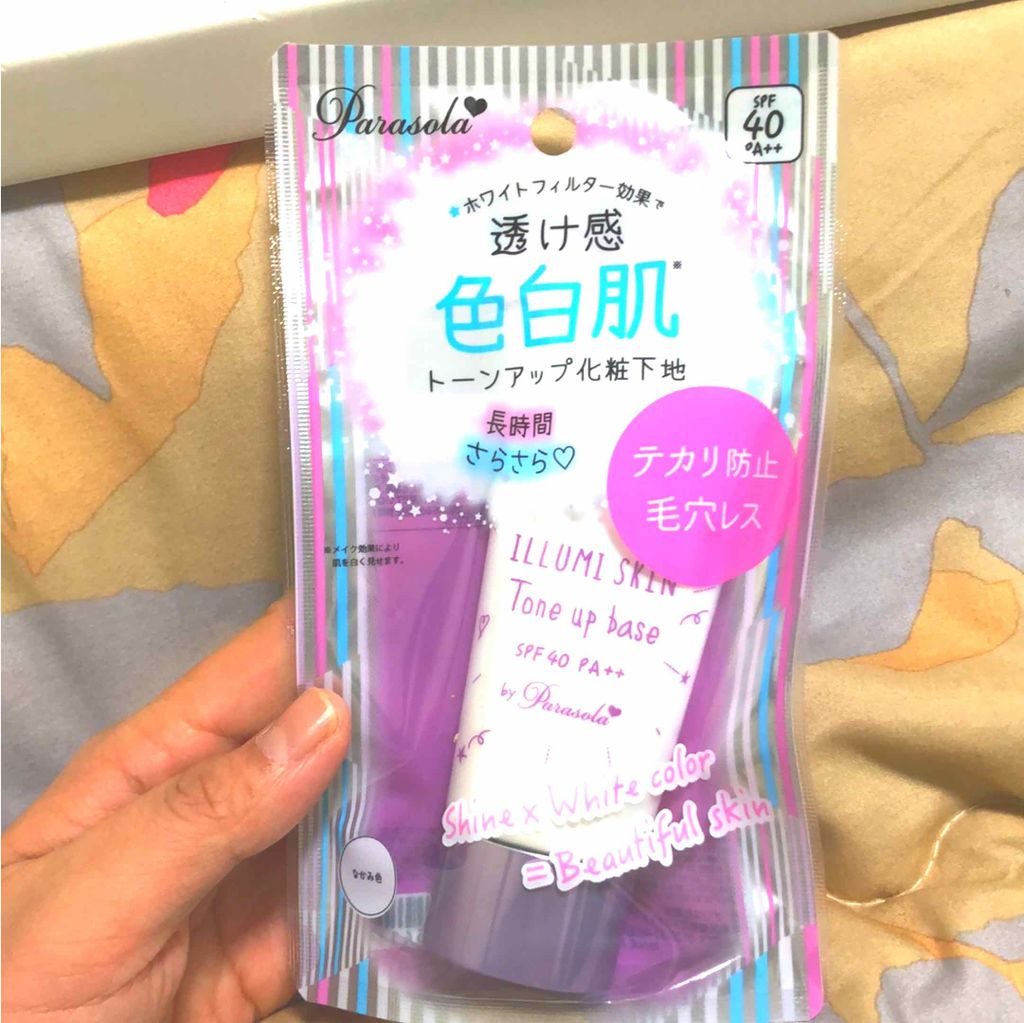 Parasola
SPF
40
PA++
ホワイトフィルター効果で
透け感
色白肌※
トーンアップ化粧下地
長時間
さらさら♡
テカリ防止
毛穴レス
※メイク効果により
肌を白く見せます。
ILLUMI SKIN
Tone up base
SPF 40 PA++
by Parasola
Shine x White color
= Beautiful skin
なかみ色